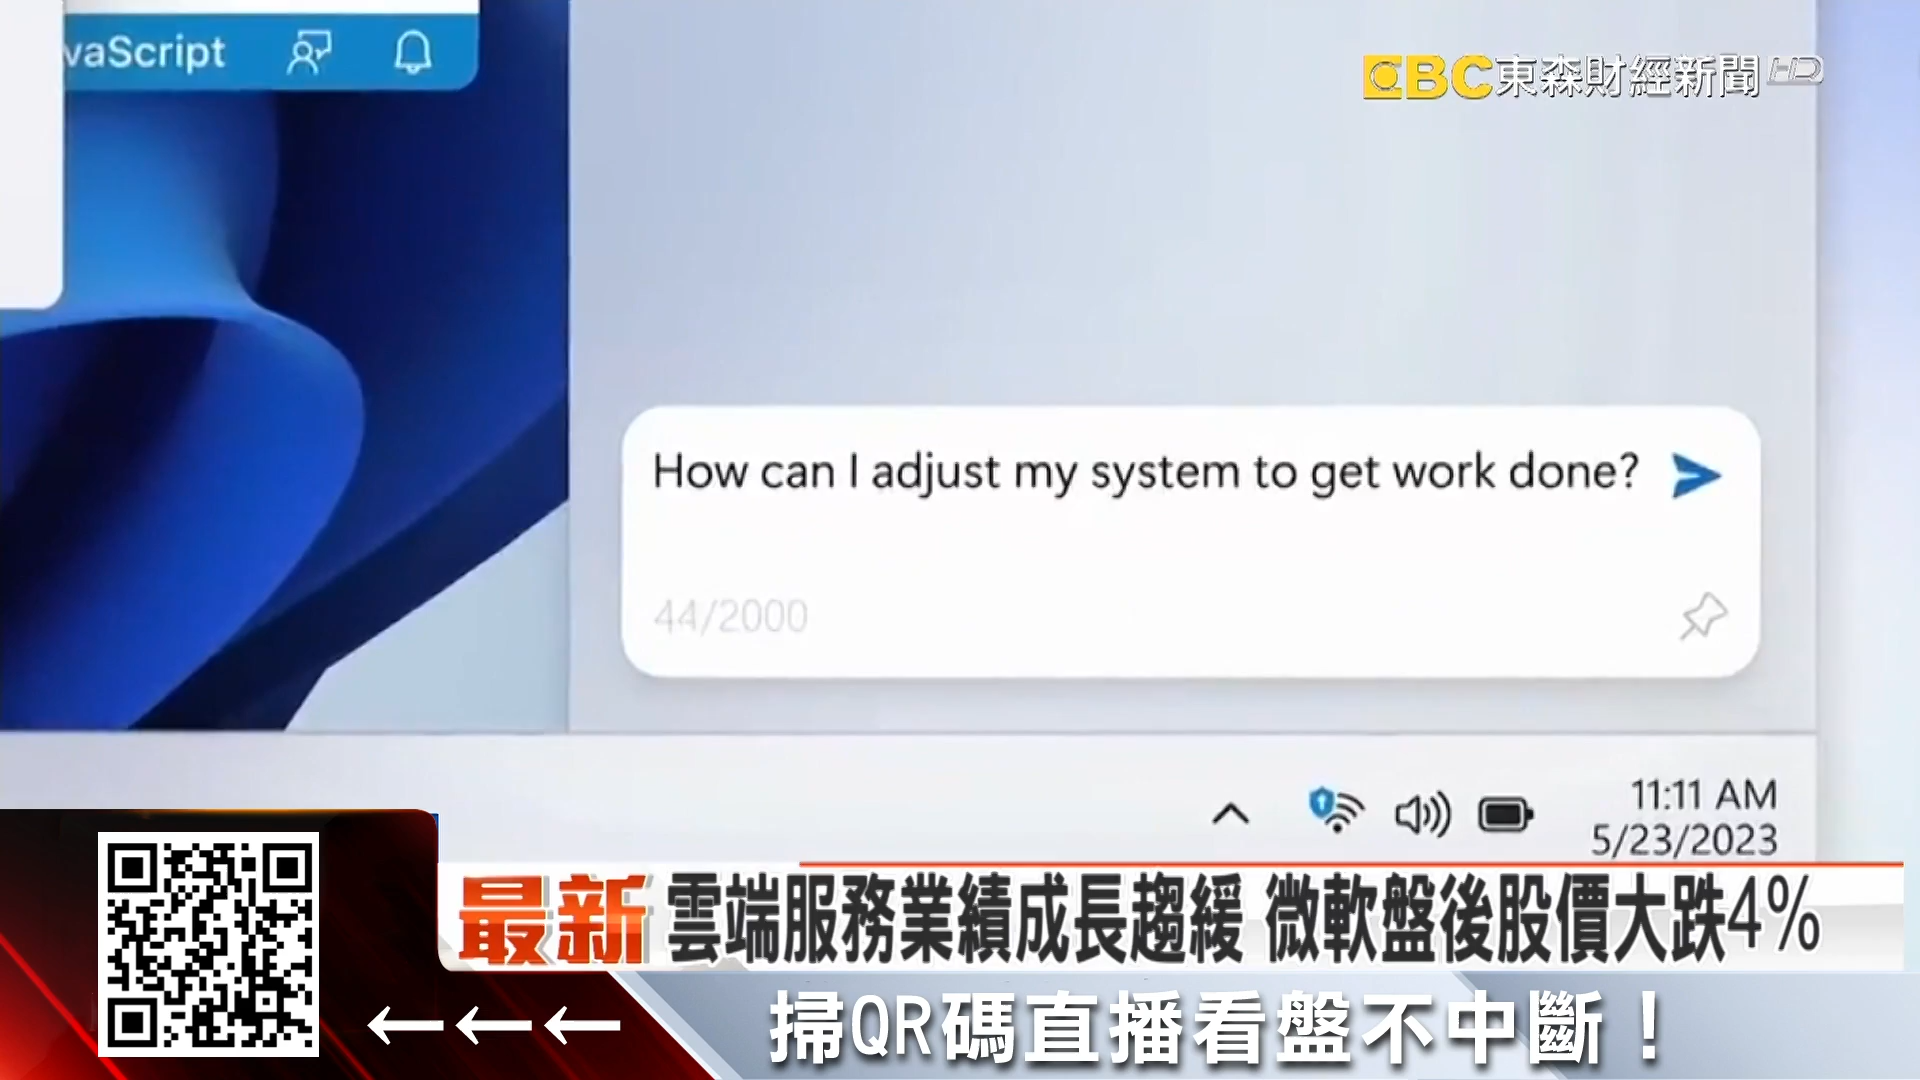 vaScript
EBC東森財經新聞HD
How can I adjust my system to get work done?
44/2000
11:11 AM
5/23/2023
最新 雲端服務業績成長趨緩 微軟盤後股價大跌4%
←←← 掃QR碼直播看盤不中斷！